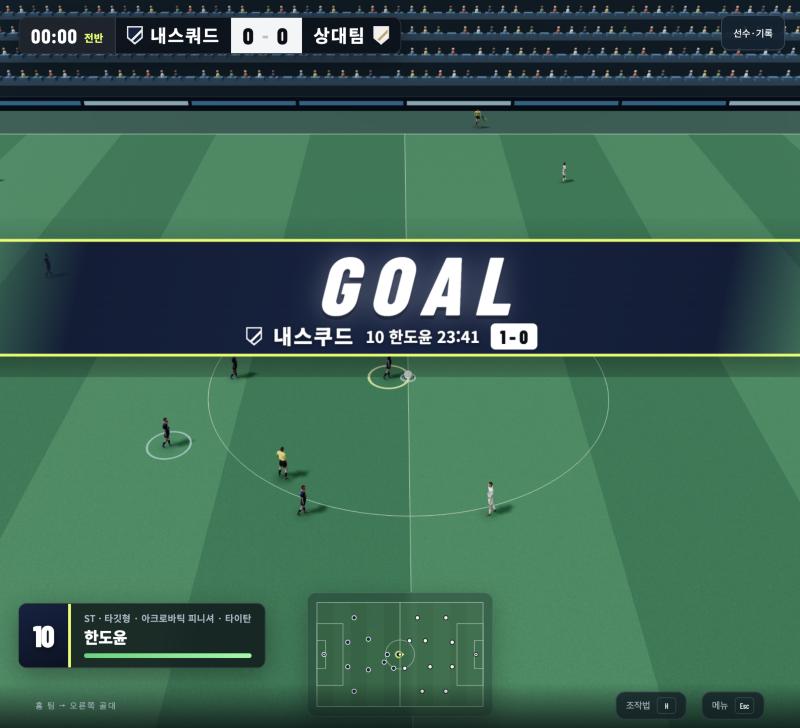 00:00 전반 내스쿼드 0 - 0 상대팀
선수·기록
GOAL
내스쿠드 10 한도윤 23:41 1-0
10
ST · 타깃형 · 아크로바틱 피니셔 · 타이탄
한도윤
홈 팀 → 오른쪽 골대
조작법 H
메뉴 Esc